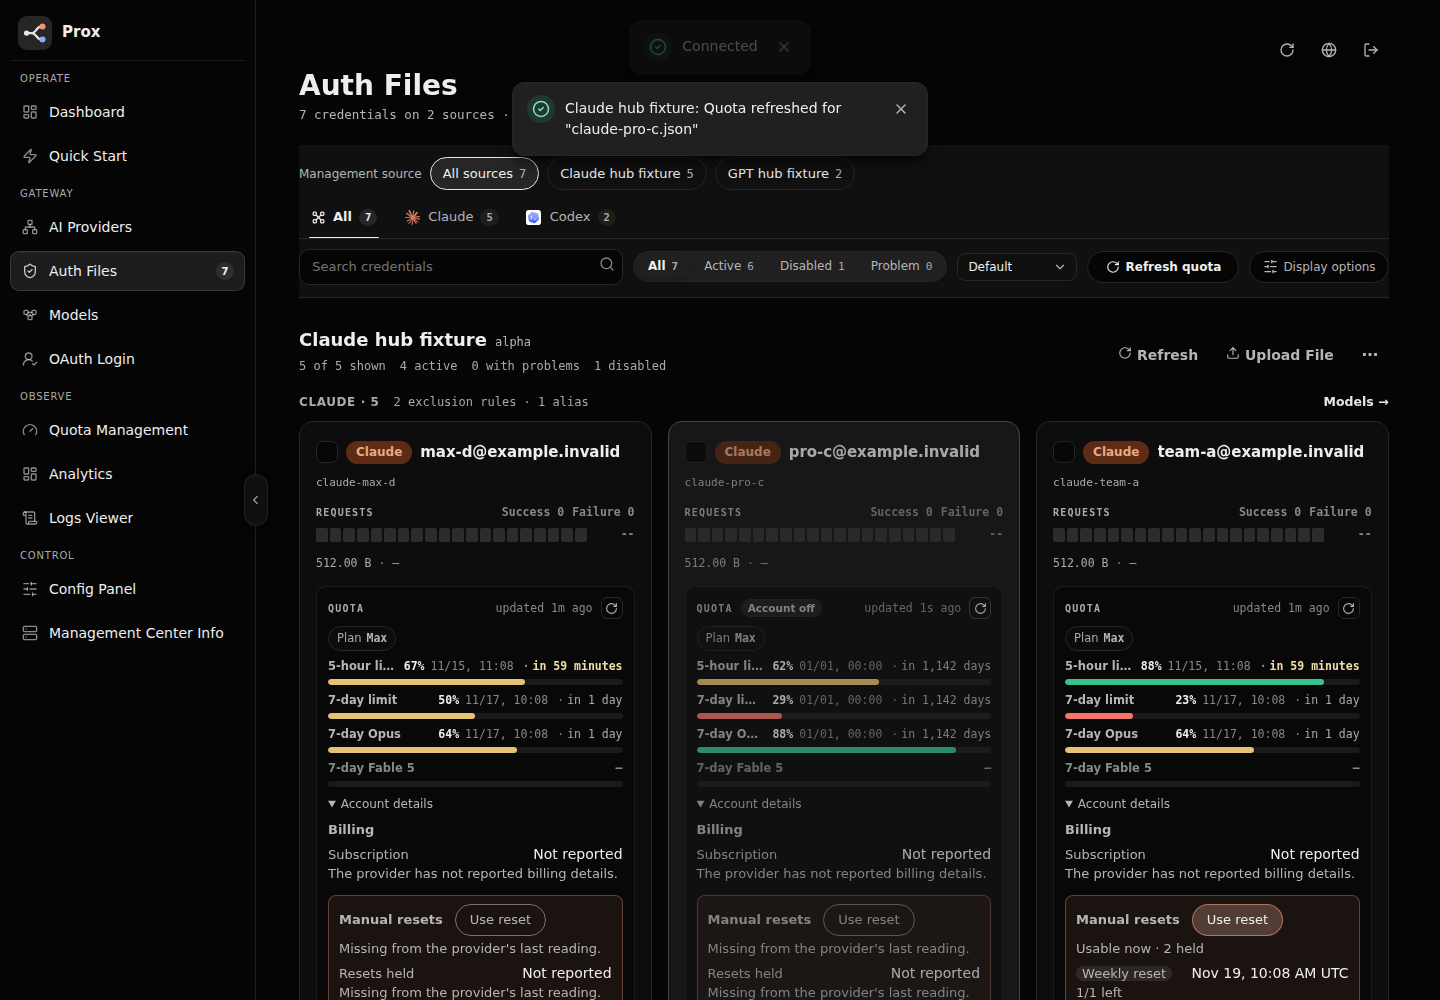 Prox
OPERATE
Dashboard
Quick Start
GATEWAY
AI Providers
Auth Files 7
Models
OAuth Login
OBSERVE
Quota Management
Analytics
Logs Viewer
CONTROL
Config Panel
Management Center Info
Connected
Claude hub fixture: Quota refreshed for
"claude-pro-c.json"
Auth Files
7 credentials on 2 sources ·
Management source All sources 7 Claude hub fixture 5 GPT hub fixture 2
All 7 Claude 5 Codex 2
Search credentials All 7 Active 6 Disabled 1 Problem 0 Default Refresh quota Display options
Claude hub fixture alpha
5 of 5 shown 4 active 0 with problems 1 disabled
Refresh Upload File ···
CLAUDE · 5 2 exclusion rules · 1 alias Models →
Claude max-d@example.invalid
claude-max-d
REQUESTS Success 0 Failure 0
--
512.00 B · —
QUOTA updated 1m ago
Plan Max
5-hour li... 67% 11/15, 11:08 · in 59 minutes
7-day limit 50% 11/17, 10:08 · in 1 day
7-day Opus 64% 11/17, 10:08 · in 1 day
7-day Fable 5 —
▼ Account details
Billing
Subscription Not reported
The provider has not reported billing details.
Manual resets Use reset
Missing from the provider's last reading.
Resets held Not reported
Missing from the provider's last reading.
Claude pro-c@example.invalid
claude-pro-c
REQUESTS Success 0 Failure 0
--
512.00 B · —
QUOTA Account off updated 1s ago
Plan Max
5-hour li... 62% 01/01, 00:00 · in 1,142 days
7-day li... 29% 01/01, 00:00 · in 1,142 days
7-day O... 88% 01/01, 00:00 · in 1,142 days
7-day Fable 5 —
▼ Account details
Billing
Subscription Not reported
The provider has not reported billing details.
Manual resets Use reset
Missing from the provider's last reading.
Resets held Not reported
Missing from the provider's last reading.
Claude team-a@example.invalid
claude-team-a
REQUESTS Success 0 Failure 0
--
512.00 B · —
QUOTA updated 1m ago
Plan Max
5-hour li... 88% 11/15, 11:08 · in 59 minutes
7-day limit 23% 11/17, 10:08 · in 1 day
7-day Opus 64% 11/17, 10:08 · in 1 day
7-day Fable 5 —
▼ Account details
Billing
Subscription Not reported
The provider has not reported billing details.
Manual resets Use reset
Usable now · 2 held
Weekly reset Nov 19, 10:08 AM UTC
1/1 left